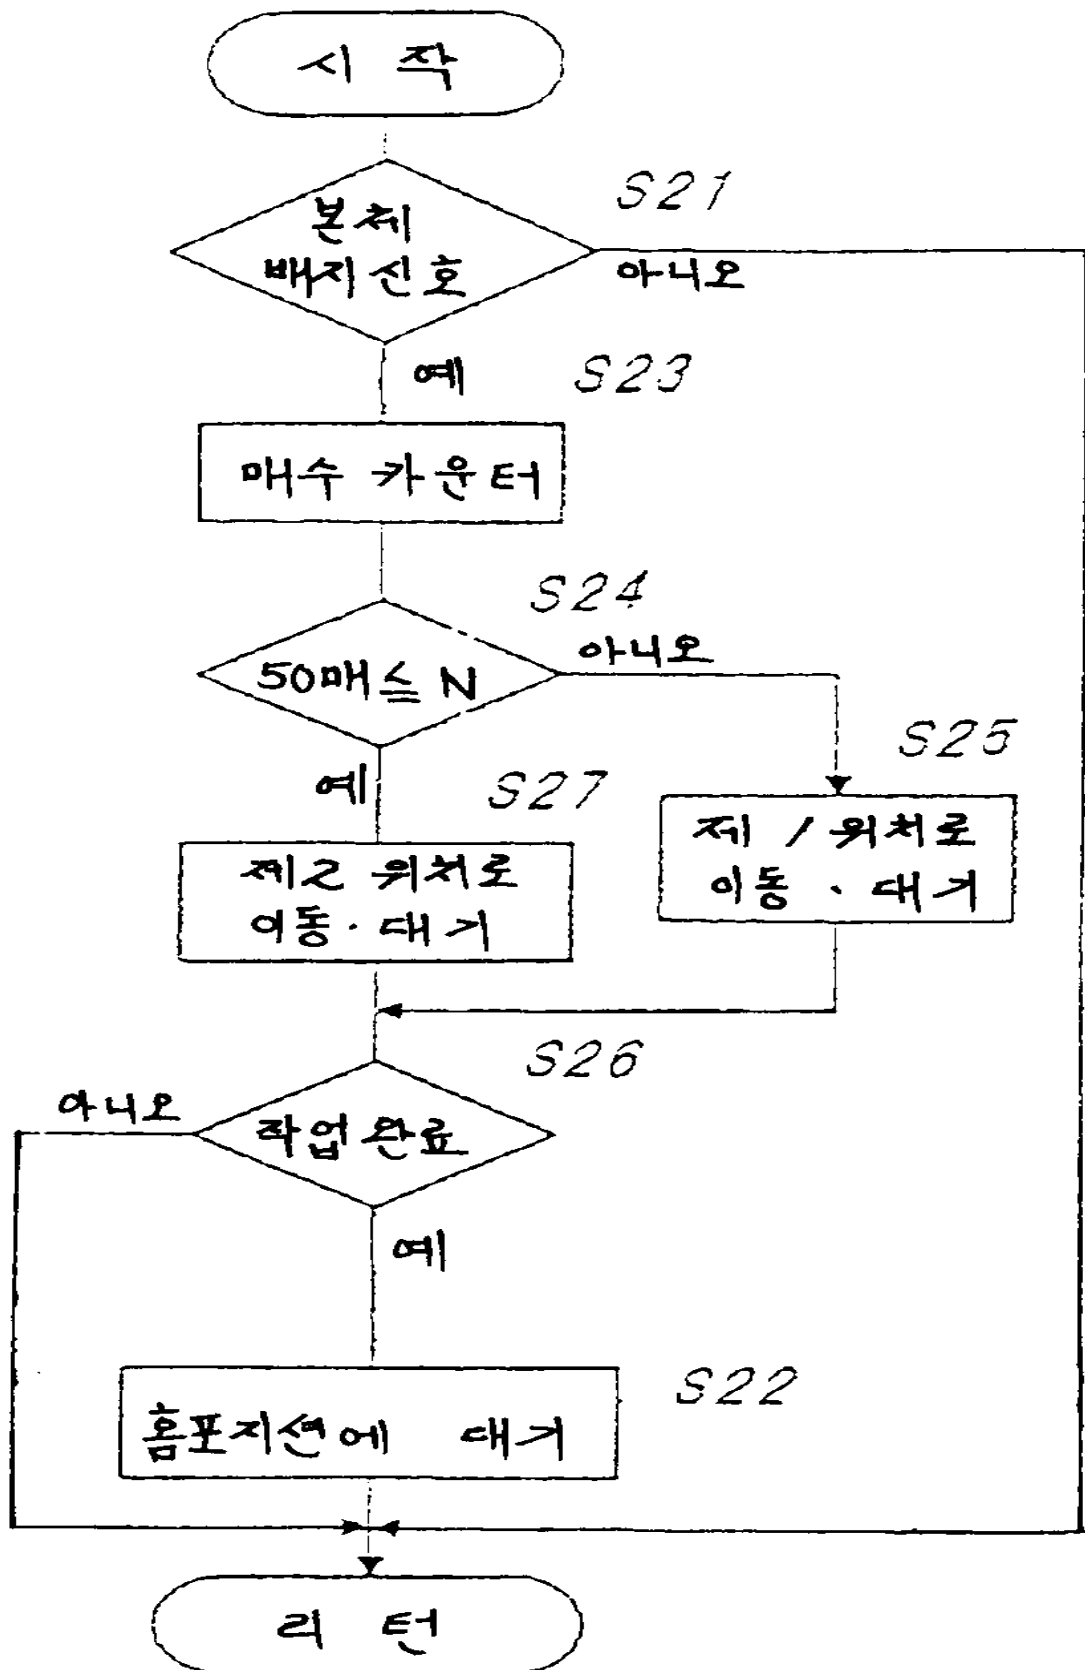 시 작
S21
본체
배지신호
아니오
예
S23
매수 카운터
S24
50매≦N
아니오
예
S27
S25
제2 위치로
이동·대기
제 1 위치로
이동·대기
S26
아니오
작업완료
예
S22
홈포지션에 대기
리 턴